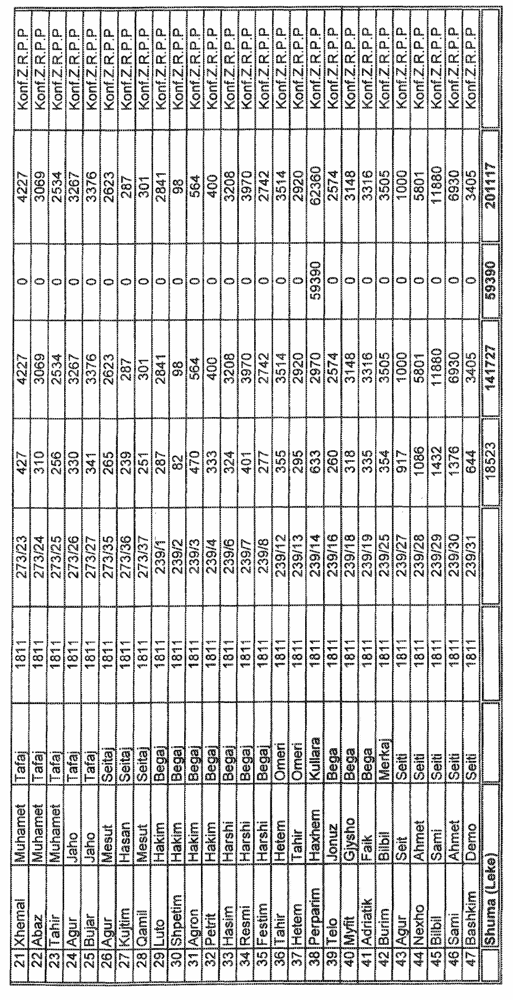 21 Xhemal Muhamet Tafaj 1811 273/23 427 4227 0 4227 Konf.Z.R.P.P
22 Abaz Muhamet Tafaj 1811 273/24 310 3069 0 3069 Konf.Z.R.P.P
23 Tahir Muhamet Tafaj 1811 273/25 256 2534 0 2534 Konf.Z.R.P.P
24 Agur Jaho Tafaj 1811 273/26 330 3267 0 3267 Konf.Z.R.P.P
25 Bujar Jaho Tafaj 1811 273/27 341 3376 0 3376 Konf.Z.R.P.P
26 Agur Mesut Seitaj 1811 273/35 265 2623 0 2623 Konf.Z.R.P.P
27 Kujtim Hasan Seitaj 1811 273/36 239 287 0 287 Konf.Z.R.P.P
28 Qamil Mesut Seitaj 1811 273/37 251 301 0 301 Konf.Z.R.P.P
29 Luto Hakim Begaj 1811 239/1 287 2841 0 2841 Konf.Z.R.P.P
30 Shpetim Hakim Begaj 1811 239/2 82 98 0 98 Konf.Z.R.P.P
31 Agron Hakim Begaj 1811 239/3 470 564 0 564 Konf.Z.R.P.P
32 Petrit Hakim Begaj 1811 239/4 333 400 0 400 Konf.Z.R.P.P
33 Hasim Harshi Begaj 1811 239/6 324 3208 0 3208 Konf.Z.R.P.P
34 Resmi Harshi Begaj 1811 239/7 401 3970 0 3970 Konf.Z.R.P.P
35 Festim Harshi Begaj 1811 239/8 277 2742 0 2742 Konf.Z.R.P.P
36 Tahir Hetem Omeri 1811 239/12 355 3514 0 3514 Konf.Z.R.P.P
37 Hetem Tahir Omeri 1811 239/13 295 2920 0 2920 Konf.Z.R.P.P
38 Perparim Haxhem Kullara 1811 239/14 633 2970 59390 62360 Konf.Z.R.P.P
39 Telo Jonuz Bega 1811 239/16 260 2574 0 2574 Konf.Z.R.P.P
40 Myfit Gjysho Bega 1811 239/18 318 3148 0 3148 Konf.Z.R.P.P
41 Adriatik Faik Bega 1811 239/19 335 3316 0 3316 Konf.Z.R.P.P
42 Burim Bilbil Merkaj 1811 239/25 354 3505 0 3505 Konf.Z.R.P.P
43 Agur Seit Seiti 1811 239/27 917 1000 0 1000 Konf.Z.R.P.P
44 Nexho Ahmet Seiti 1811 239/28 1086 5801 0 5801 Konf.Z.R.P.P
45 Bilbil Sami Seiti 1811 239/29 1432 11880 0 11880 Konf.Z.R.P.P
46 Sami Ahmet Seiti 1811 239/30 1376 6930 0 6930 Konf.Z.R.P.P
47 Bashkim Demo Seiti 1811 239/31 644 3405 0 3405 Konf.Z.R.P.P
Shuma (Leke) 18523 141727 59390 201117